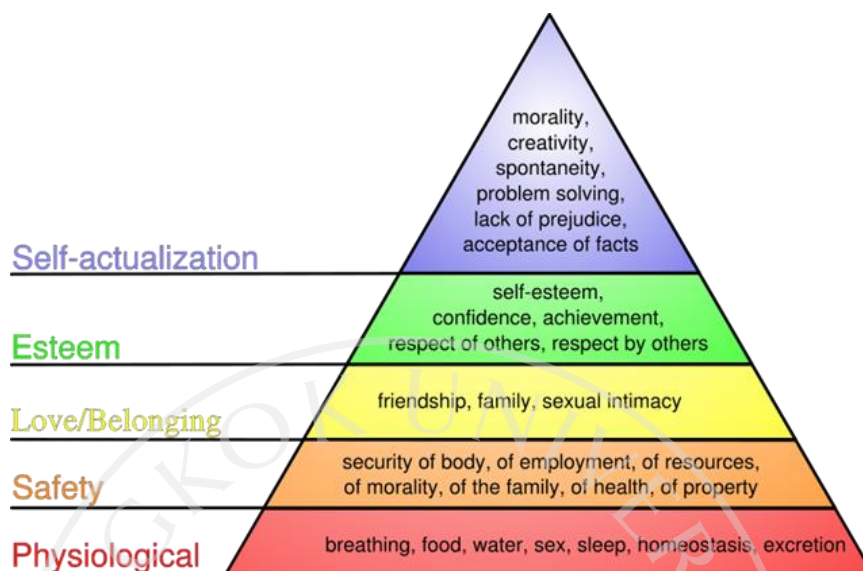 morality,
creativity,
spontaneity,
problem solving,
lack of prejudice,
acceptance of facts
Self-actualization
self-esteem,
confidence, achievement,
respect of others, respect by others
Esteem
friendship, family, sexual intimacy
Love/Belonging
security of body, of employment, of resources,
of morality, of the family, of health, of property
Safety
breathing, food, water, sex, sleep, homeostasis, excretion
Physiological
GKOK UNIVER